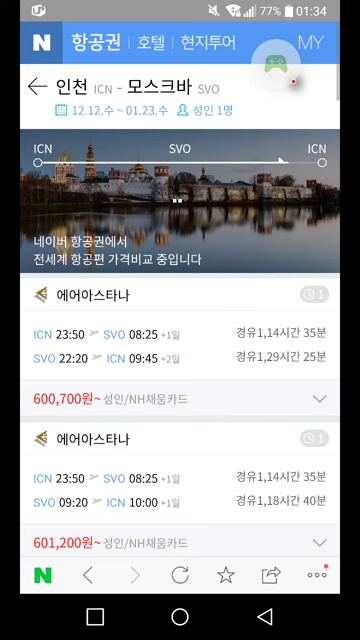 77% 01:34
N 항공권 호텔 현지투어 MY
인천 ICN - 모스크바 SVO
12.12.수 ~ 01.23.수 성인 1명
ICN SVO ICN
네이버 항공권에서
전세계 항공편 가격비교 중입니다
에어아스타나 1
ICN 23:50 SVO 08:25 +1일 경유1,14시간 35분
SVO 22:20 ICN 09:45 +2일 경유1,29시간 25분
600,700원~ 성인/NH채움카드
에어아스타나 1
ICN 23:50 SVO 08:25 +1일 경유1,14시간 35분
SVO 09:20 ICN 10:00 +1일 경유1,18시간 40분
601,200원~ 성인/NH채움카드
N